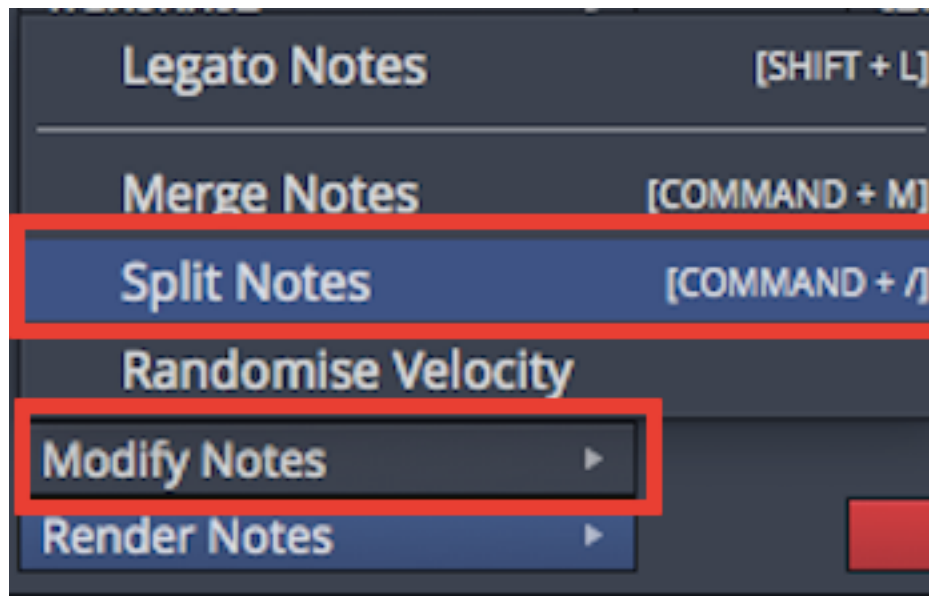 Legato Notes [SHIFT + L]
Merge Notes [COMMAND + M]
Split Notes [COMMAND + /]
Randomise Velocity
Modify Notes
Render Notes